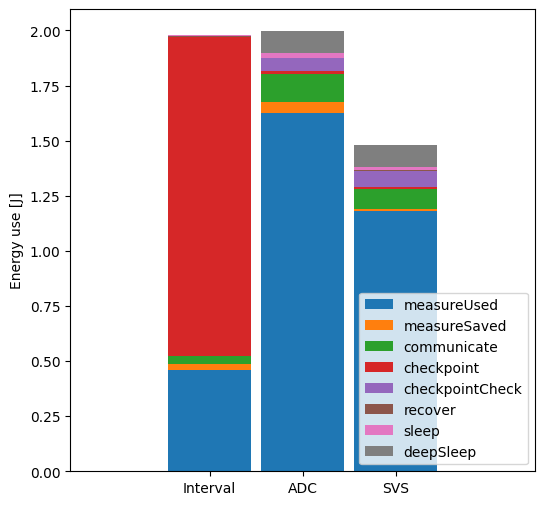 Energy use [J]
2.00
1.75
1.50
1.25
1.00
0.75
0.50
0.25
0.00
measureUsed
measureSaved
communicate
checkpoint
checkpointCheck
recover
sleep
deepSleep
Interval ADC SVS